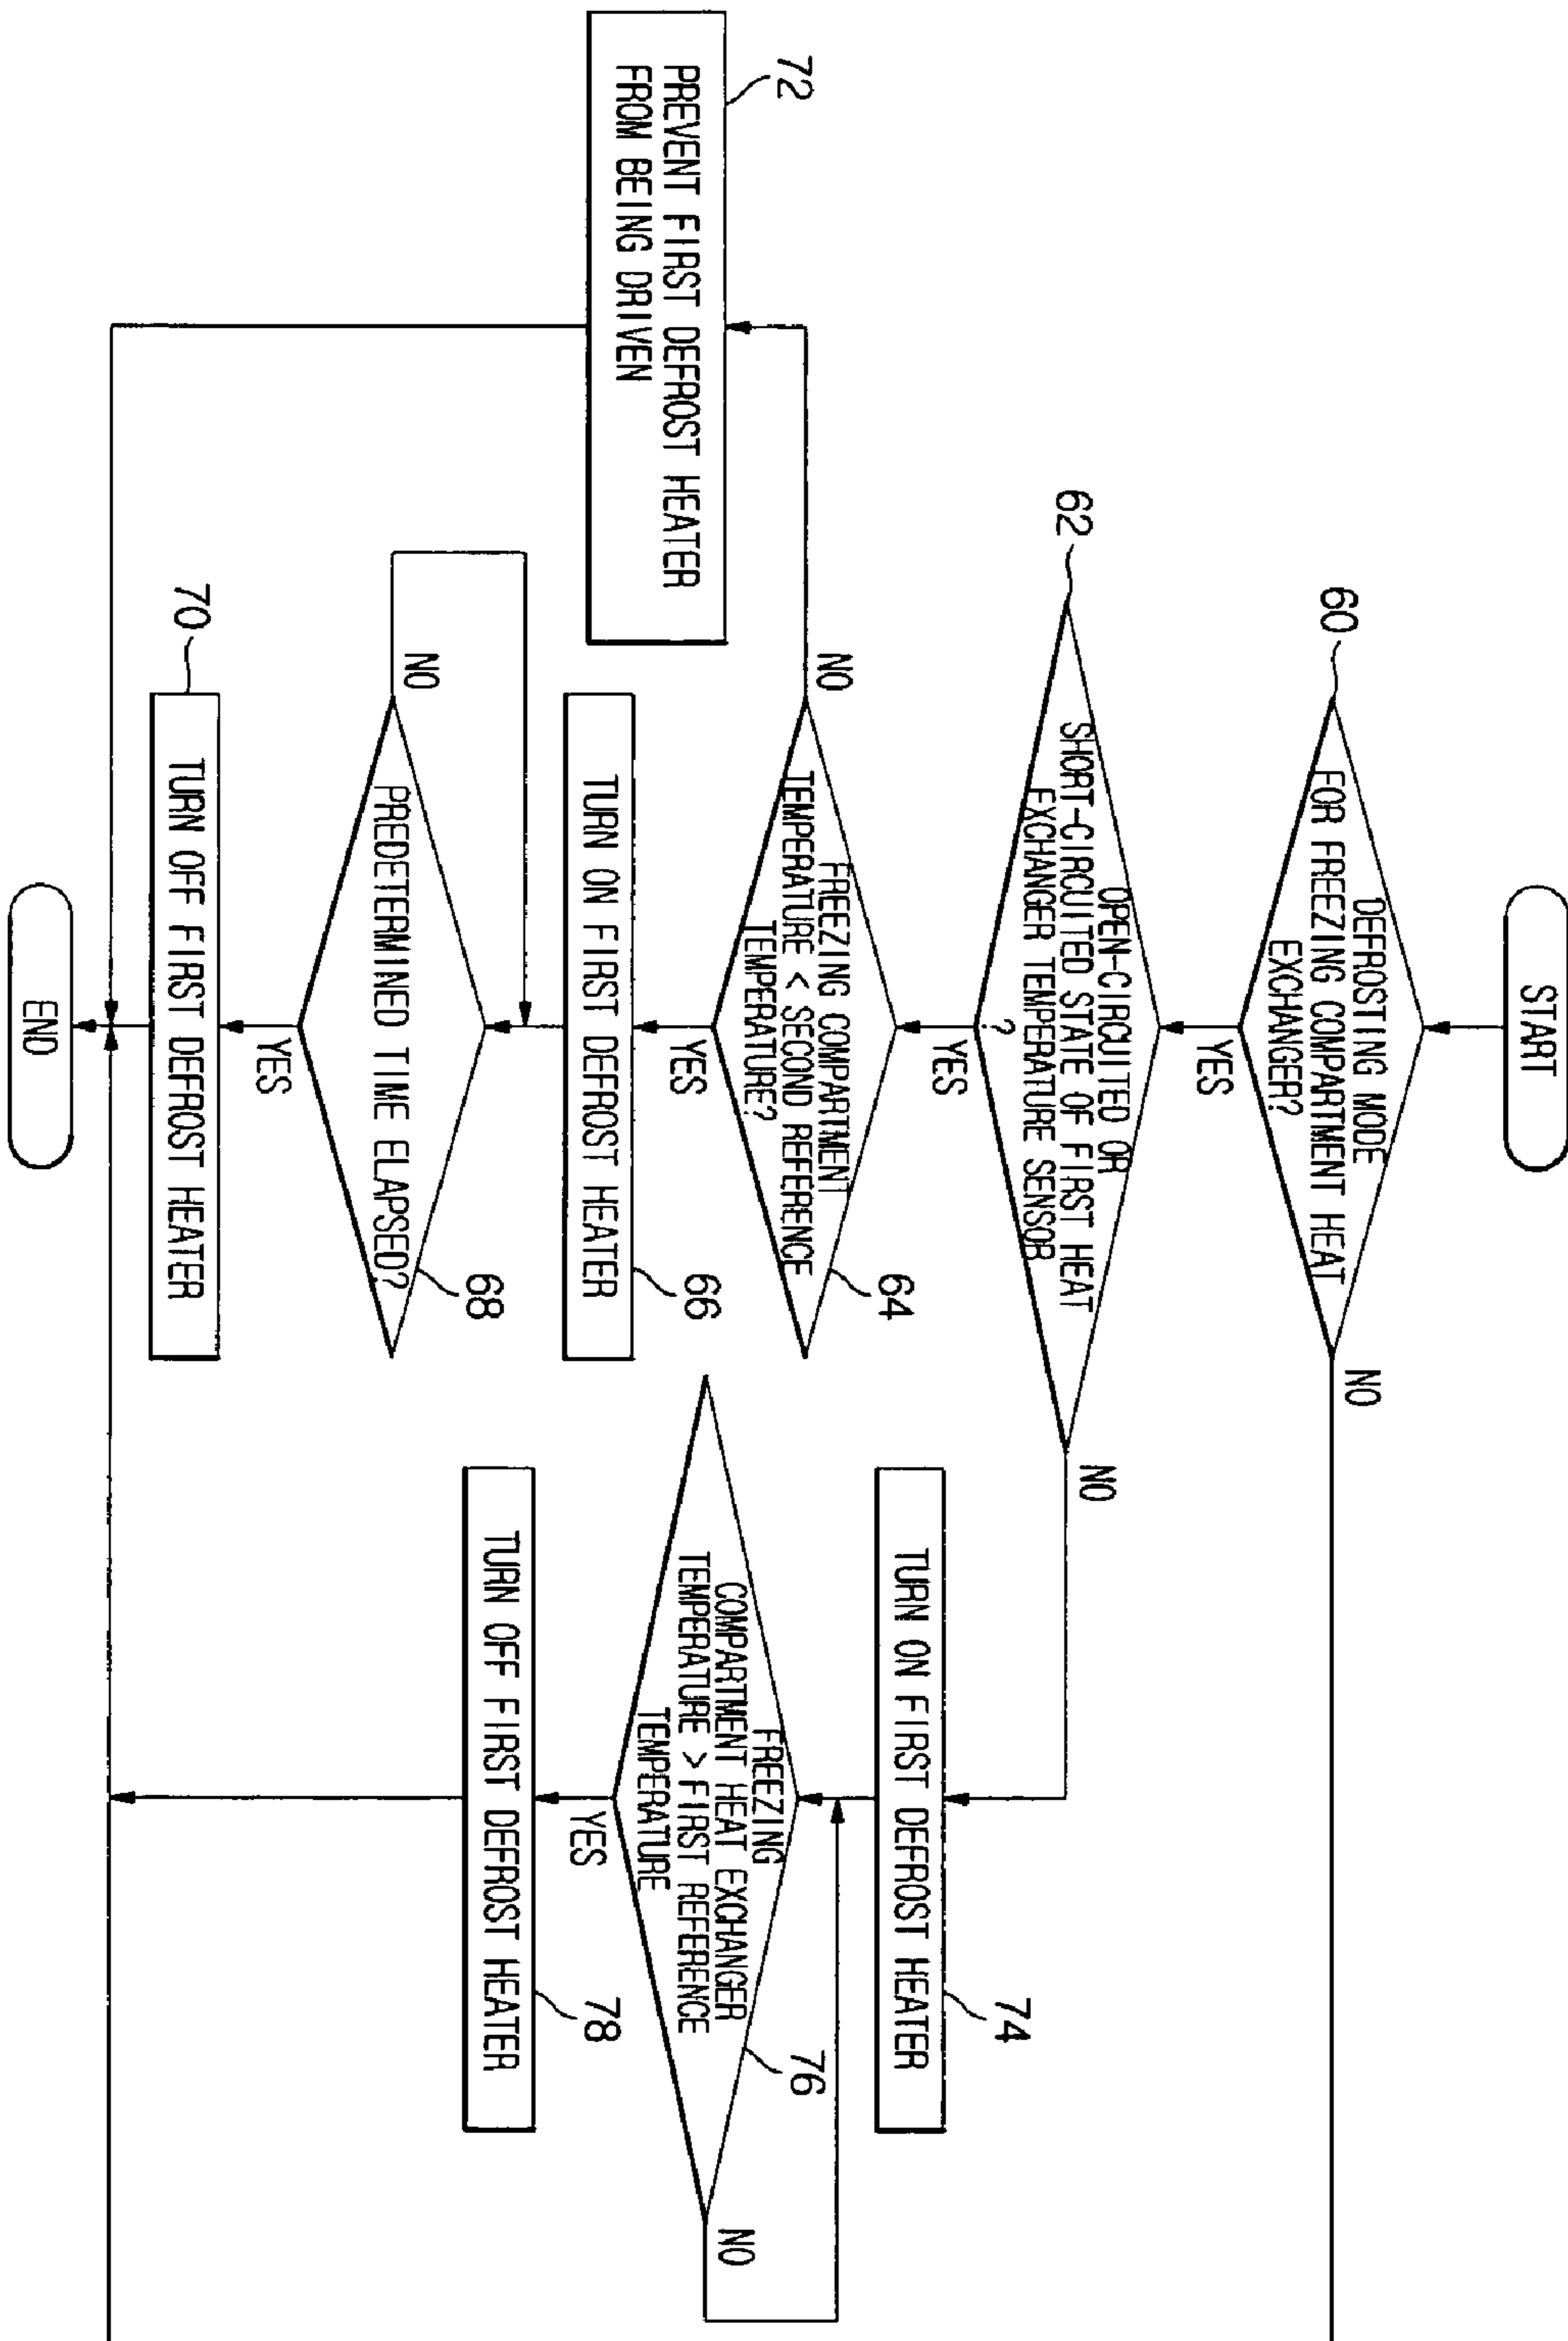 START
60
DEFROSTING MODE
FOR FREEZING COMPARTMENT HEAT
EXCHANGER?
NO
YES
62
OPEN-CIRCUITED OR
SHORT-CIRCUITED STATE OF FIRST HEAT
EXCHANGER TEMPERATURE SENSOR
?
NO
YES
64
FREEZING COMPARTMENT
TEMPERATURE < SECOND REFERENCE
TEMPERATURE?
NO
YES
72
PREVENT FIRST DEFROST HEATER
FROM BEING DRIVEN
66
TURN ON FIRST DEFROST HEATER
68
PREDETERMINED TIME ELAPSED?
NO
YES
70
TURN OFF FIRST DEFROST HEATER
74
TURN ON FIRST DEFROST HEATER
76
FREEZING
COMPARTMENT HEAT EXCHANGER
TEMPERATURE > FIRST REFERENCE
TEMPERATURE
NO
YES
78
TURN OFF FIRST DEFROST HEATER
END